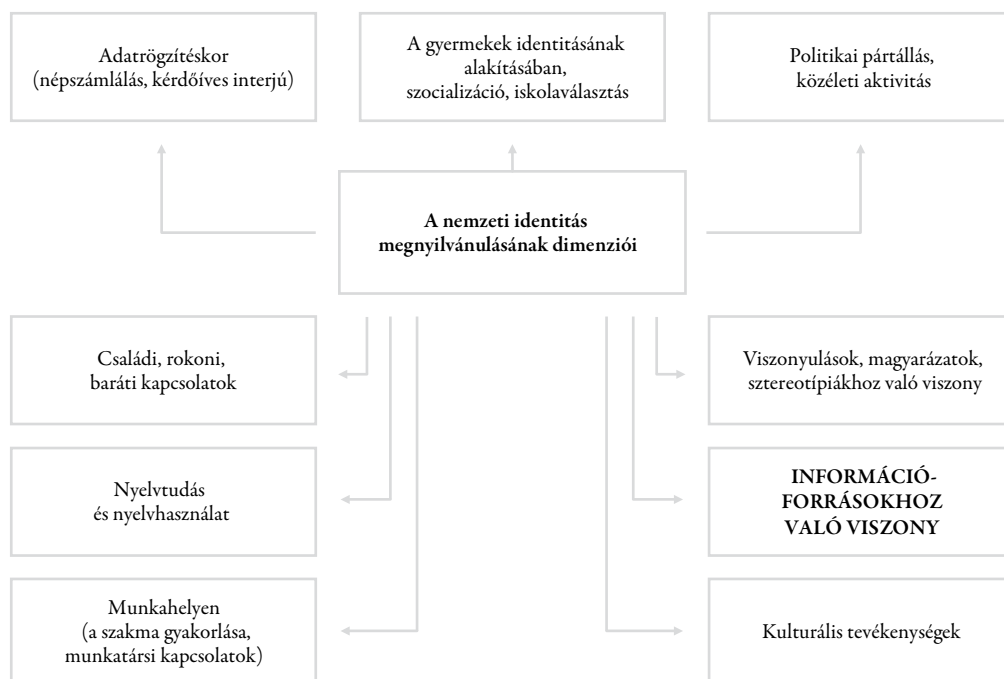 Adatrögzítéskor
(népszámlálás, kérdőíves interjú)
A gyermekek identitásának
alakításában,
szocializáció, iskolaválasztás
Politikai pártállás,
közéleti aktivitás
A nemzeti identitás
megnyilvánulásának dimenziói
Családi, rokoni,
baráti kapcsolatok
Viszonyulások, magyarázatok,
sztereotípiákhoz való viszony
Nyelvtudás
és nyelvhasználat
INFORMÁCIÓ-
FORRÁSOKHOZ
VALÓ VISZONY
Munkahelyen
(a szakma gyakorlása,
munkatársi kapcsolatok)
Kulturális tevékenységek